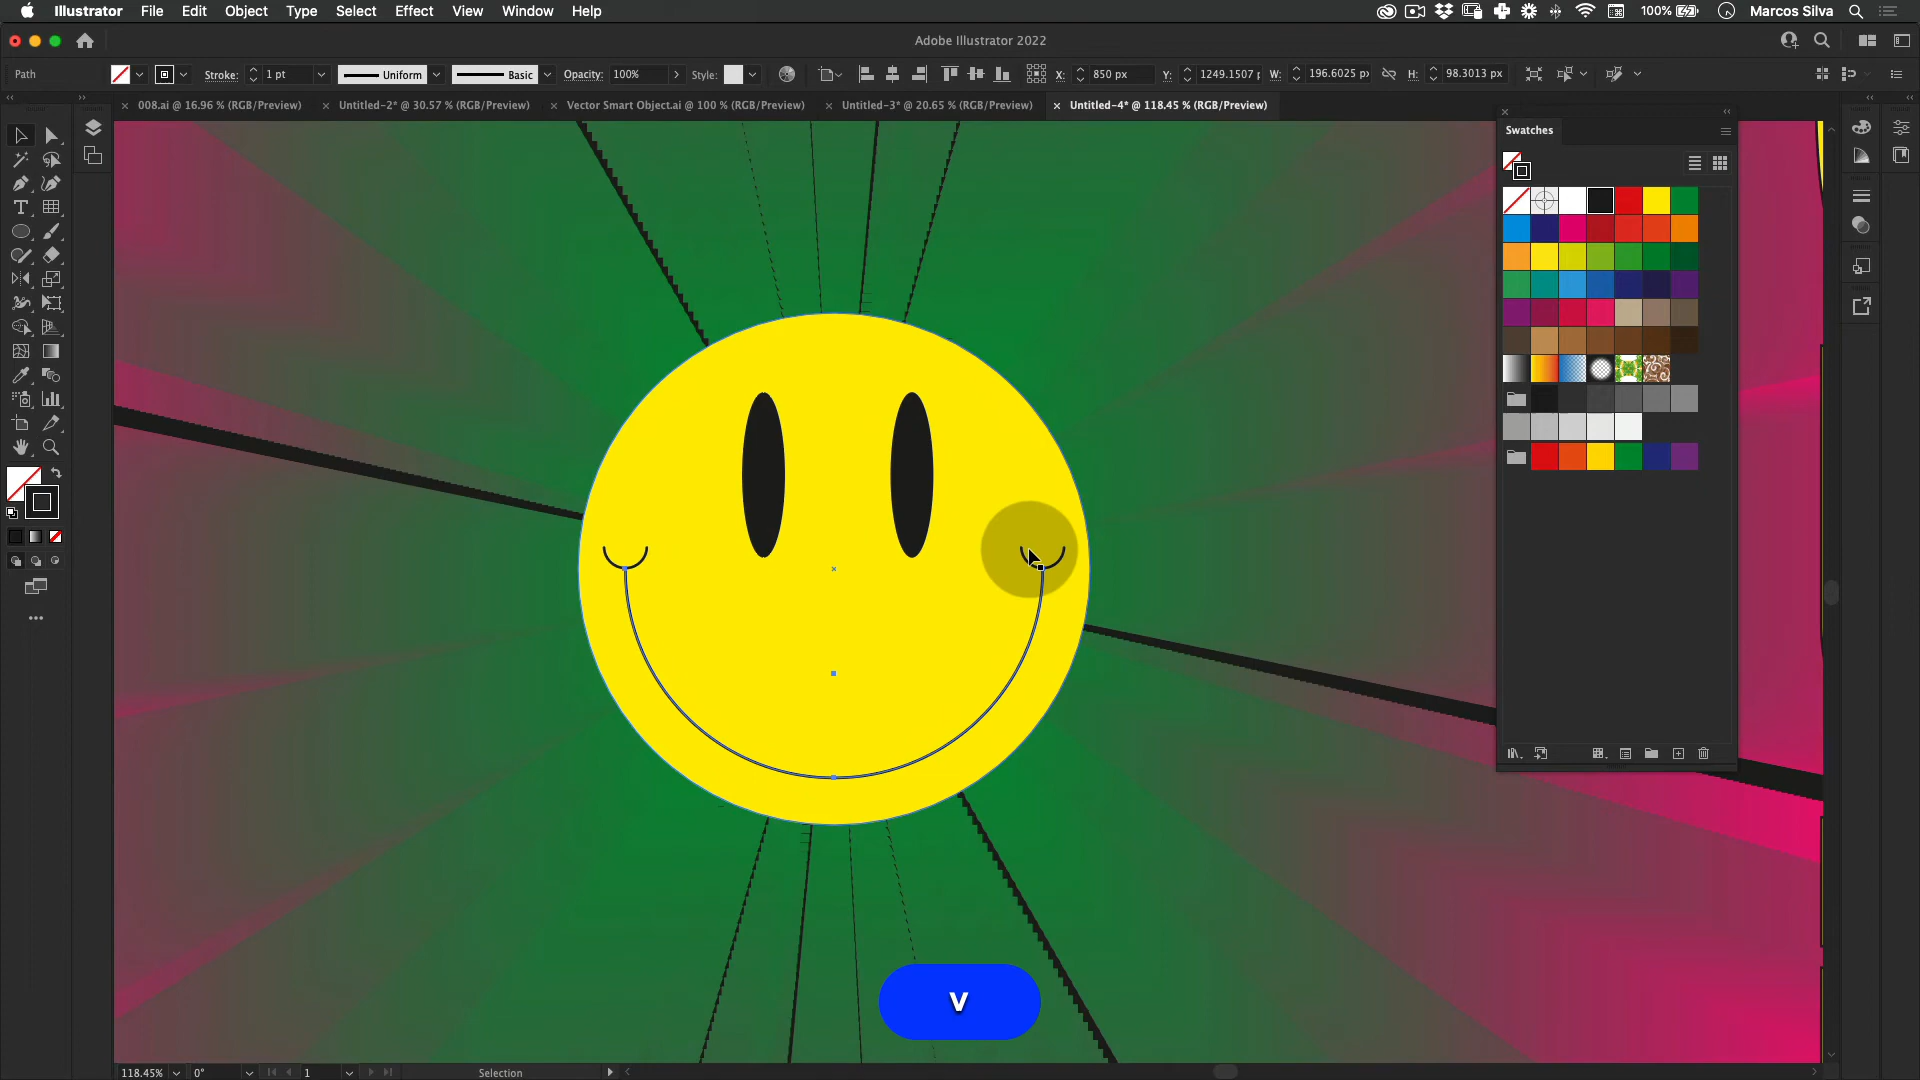 Illustrator File Edit Object Type Select Effect View Window Help 100% Marcos Silva
Adobe Illustrator 2022
Path Stroke: 1 pt Uniform Basic Opacity: 100% Style: X: 850 px Y: 1249.1507 p W: 196.6025 px H: 98.3013 px
008.ai @ 16.96 % (RGB/Preview) Untitled-2* @ 30.57 % (RGB/Preview) Vector Smart Object.ai @ 100 % (RGB/Preview) Untitled-3* @ 20.65 % (RGB/Preview) Untitled-4* @ 118.45 % (RGB/Preview)
Swatches
V
118.45% 0° 1 Selection